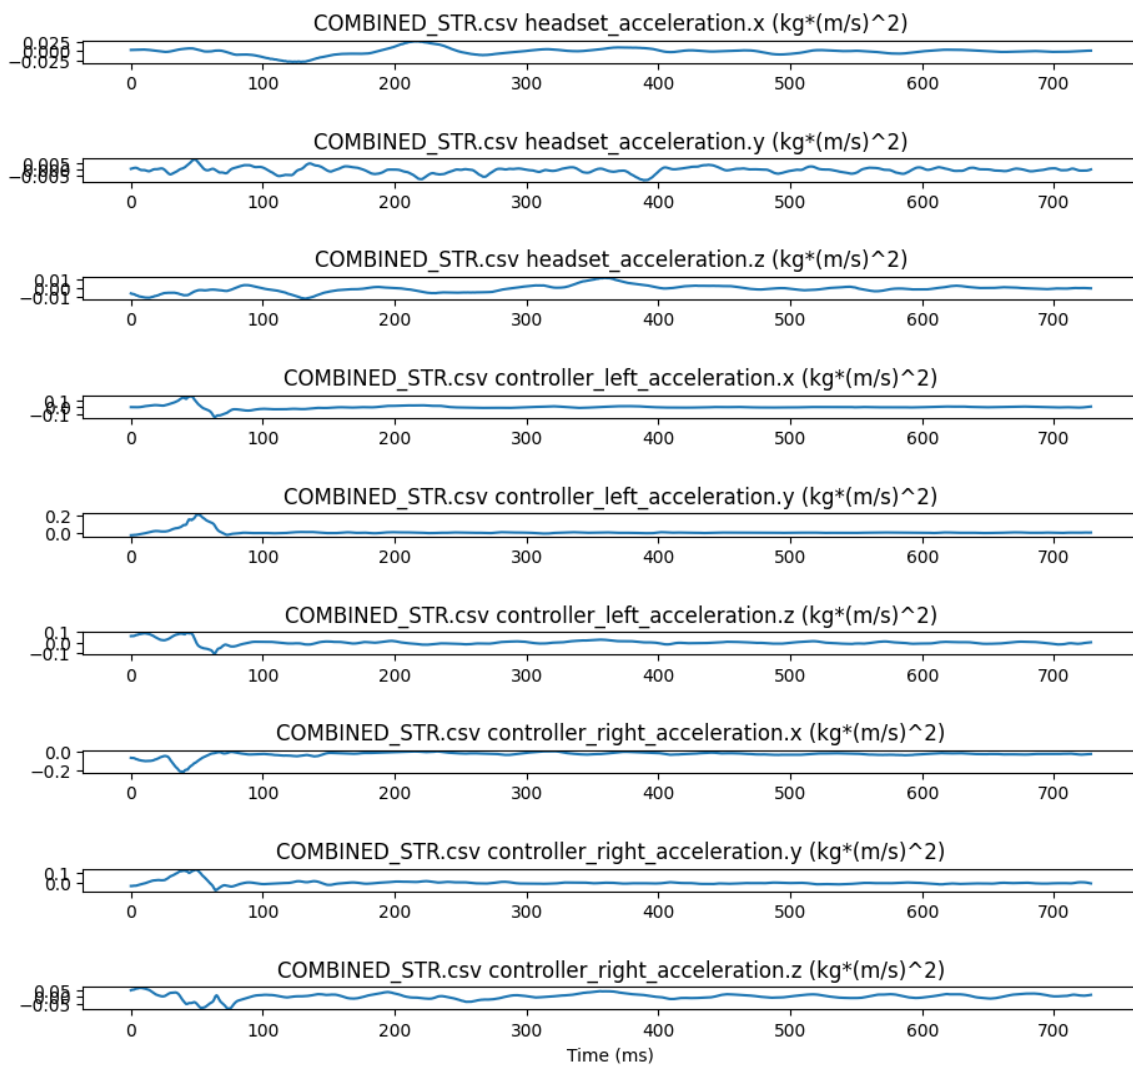 COMBINED_STR.csv headset_acceleration.x (kg*(m/s)^2)
0.025
0.000
−0.025
0 100 200 300 400 500 600 700
COMBINED_STR.csv headset_acceleration.y (kg*(m/s)^2)
0.005
0.000
−0.005
0 100 200 300 400 500 600 700
COMBINED_STR.csv headset_acceleration.z (kg*(m/s)^2)
0.01
0.00
−0.01
0 100 200 300 400 500 600 700
COMBINED_STR.csv controller_left_acceleration.x (kg*(m/s)^2)
0.1
0.0
−0.1
0 100 200 300 400 500 600 700
COMBINED_STR.csv controller_left_acceleration.y (kg*(m/s)^2)
0.2
0.0
0 100 200 300 400 500 600 700
COMBINED_STR.csv controller_left_acceleration.z (kg*(m/s)^2)
0.1
0.0
−0.1
0 100 200 300 400 500 600 700
COMBINED_STR.csv controller_right_acceleration.x (kg*(m/s)^2)
0.0
−0.2
0 100 200 300 400 500 600 700
COMBINED_STR.csv controller_right_acceleration.y (kg*(m/s)^2)
0.1
0.0
0 100 200 300 400 500 600 700
COMBINED_STR.csv controller_right_acceleration.z (kg*(m/s)^2)
0.05
0.00
−0.05
0 100 200 300 400 500 600 700
Time (ms)